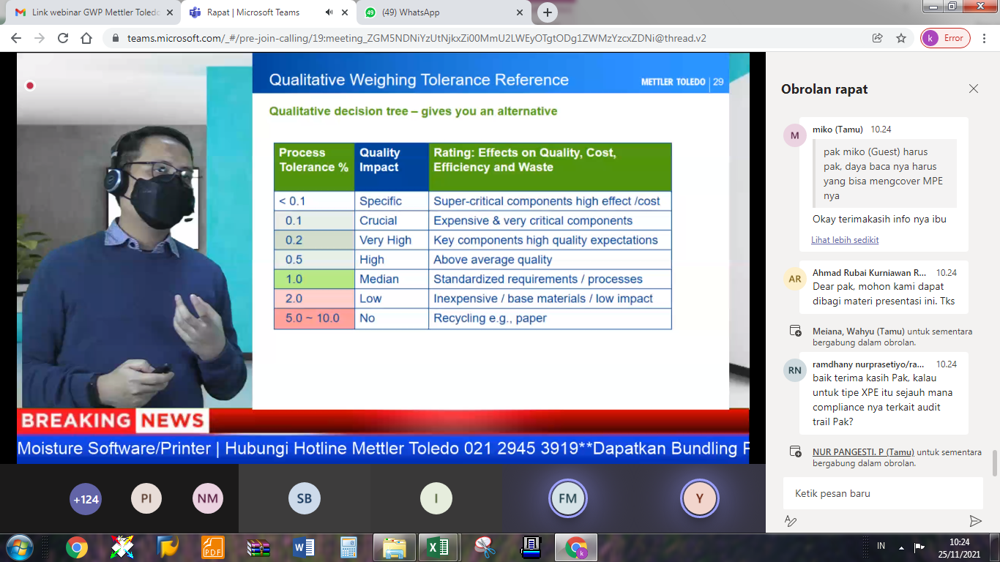 Link webinar GWP Mettler Toledo
Rapat | Microsoft Teams
(49) WhatsApp
teams.microsoft.com/_#/pre-join-calling/19:meeting_ZGM5NDNiYzUtNjkxZi00MmU2LWEyOTgtODg1ZWMzYzcxZDNi@thread.v2
k Error
Qualitative Weighing Tolerance Reference
METTLER TOLEDO 29
Qualitative decision tree – gives you an alternative
Process Tolerance % Quality Impact Rating: Effects on Quality, Cost, Efficiency and Waste
< 0.1 Specific Super-critical components high effect /cost
0.1 Crucial Expensive & very critical components
0.2 Very High Key components high quality expectations
0.5 High Above average quality
1.0 Median Standardized requirements / processes
2.0 Low Inexpensive / base materials / low impact
5.0 ~ 10.0 No Recycling e.g., paper
BREAKING NEWS
Moisture Software/Printer | Hubungi Hotline Mettler Toledo 021 2945 3919**Dapatkan Bundling
+124 PI NM SB I FM Y
Obrolan rapat
M
miko (Tamu) 10.24
pak miko (Guest) harus
pak, daya baca nya harus
yang bisa mengcover MPE
nya
Okay terimakasih info nya ibu
Lihat lebih sedikit
AR
Ahmad Rubai Kurniawan R... 10.24
Dear pak, mohon kami dapat
dibagi materi presentasi ini. Tks
Meiana, Wahyu (Tamu) untuk sementara
bergabung dalam obrolan.
RN
ramdhany nurprasetiyo/ra... 10.24
baik terima kasih Pak, kalau
untuk tipe XPE itu sejauh mana
compliance nya terkait audit
trail Pak?
NUR PANGESTI. P (Tamu) untuk sementara
bergabung dalam obrolan.
Ketik pesan baru
PDF
IN
10:24
25/11/2021